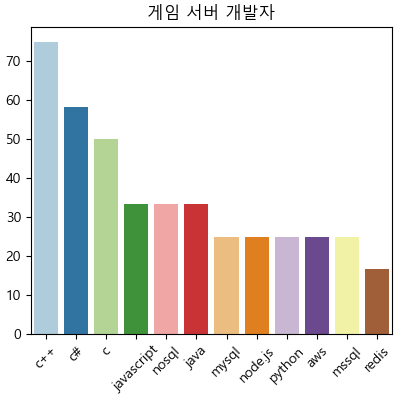 게임 서버 개발자
70
60
50
40
30
20
10
0
c++
c#
c
javascript
nosql
java
mysql
node.js
python
aws
mssql
redis